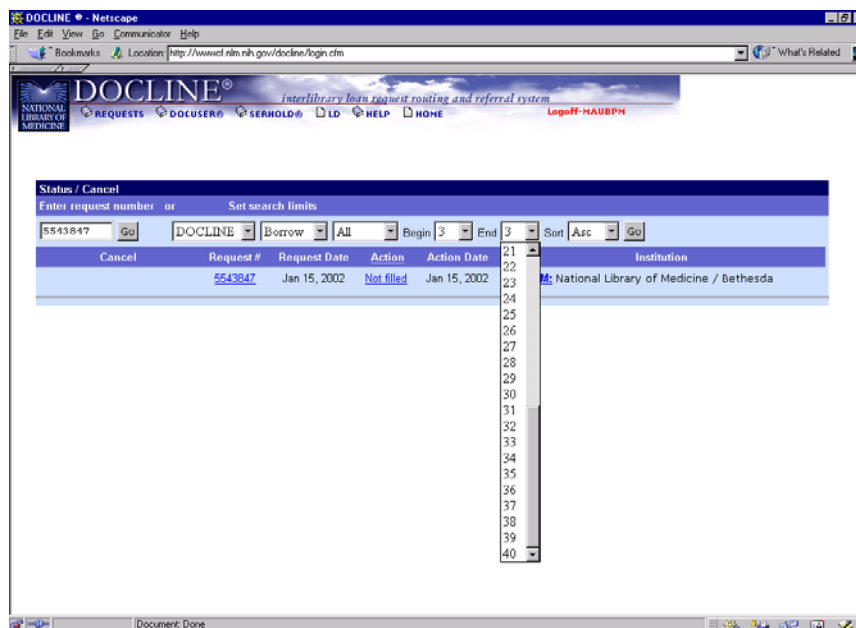 DOCLINE ® - Netscape
File Edit View Go Communicator Help
Bookmarks Location: http://wwwcf.nlm.nih.gov/docline/login.cfm What's Related
DOCLINE®
interlibrary loan request routing and referral system
NATIONAL
LIBRARY OF
MEDICINE
REQUESTS DOCUSER® SERHOLD® LD HELP HOME Logoff-MAUBPM
Status / Cancel
Enter request number or Set search limits
5543847 Go DOCLINE Borrow All Begin 3 End 3 Sort Asc Go
Cancel Request # Request Date Action Action Date Institution
5543847 Jan 15, 2002 Not filled Jan 15, 2002 M: National Library of Medicine / Bethesda
21
22
23
24
25
26
27
28
29
30
31
32
33
34
35
36
37
38
39
40
Document: Done